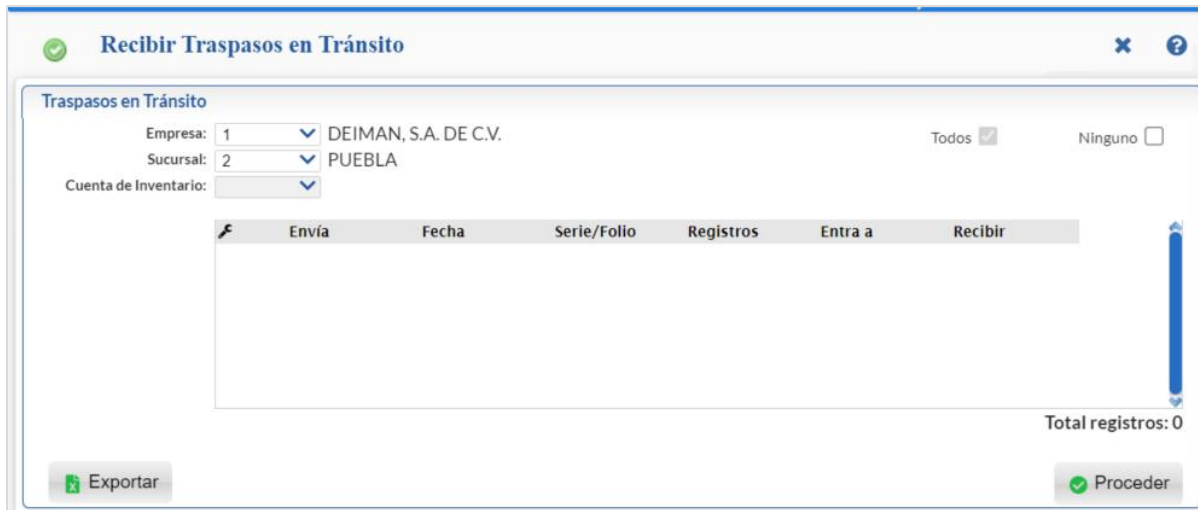 Recibir Traspasos en Tránsito
Traspasos en Tránsito
Empresa: 1 DEIMAN, S.A. DE C.V. Todos Ninguno
Sucursal: 2 PUEBLA
Cuenta de Inventario:
Envía Fecha Serie/Folio Registros Entra a Recibir
Total registros: 0
Exportar Proceder